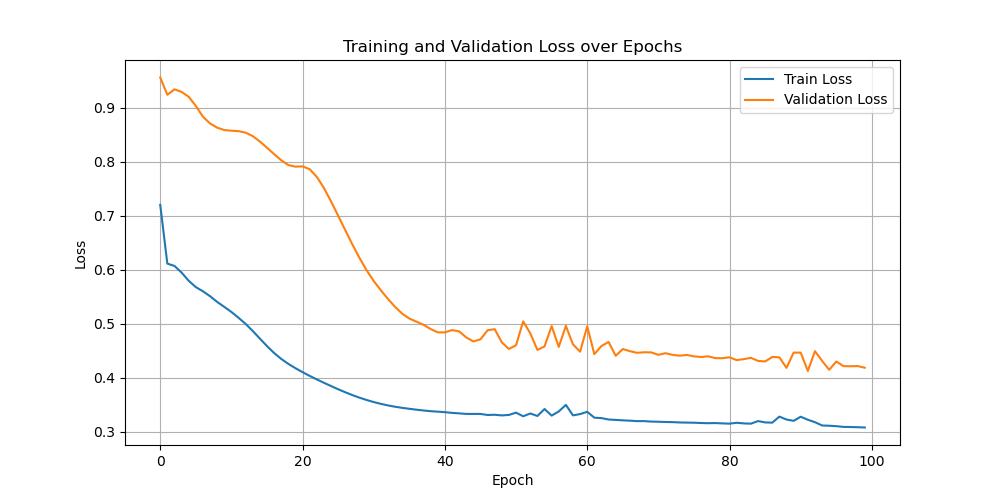 Training and Validation Loss over Epochs
Train Loss
Validation Loss
Loss
0.9
0.8
0.7
0.6
0.5
0.4
0.3
0 20 40 60 80 100
Epoch